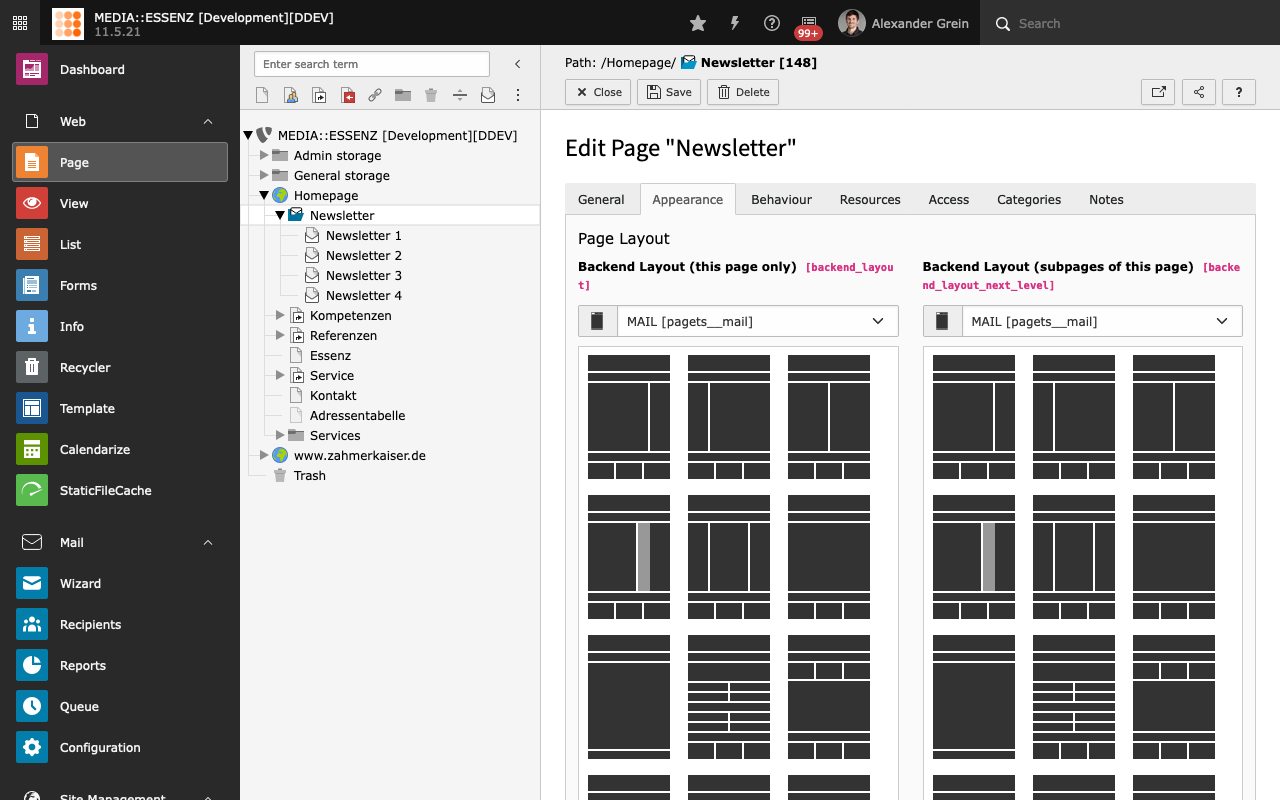 MEDIA::ESSENZ [Development][DDEV]
11.5.21
99+
Alexander Grein
Search
Dashboard
Web
Page
View
List
Forms
Info
Recycler
Template
Calendarize
StaticFileCache
Mail
Wizard
Recipients
Reports
Queue
Configuration
Site Management
Enter search term
MEDIA::ESSENZ [Development][DDEV]
Admin storage
General storage
Homepage
Newsletter
Newsletter 1
Newsletter 2
Newsletter 3
Newsletter 4
Kompetenzen
Referenzen
Essenz
Service
Kontakt
Adressentabelle
Services
www.zahmerkaiser.de
Trash
Path: /Homepage/ Newsletter [148]
Close Save Delete ?
Edit Page "Newsletter"
General Appearance Behaviour Resources Access Categories Notes
Page Layout
Backend Layout (this page only) [backend_layou
t]
MAIL [pagets__mail]
Backend Layout (subpages of this page) [backe
nd_layout_next_level]
MAIL [pagets__mail]